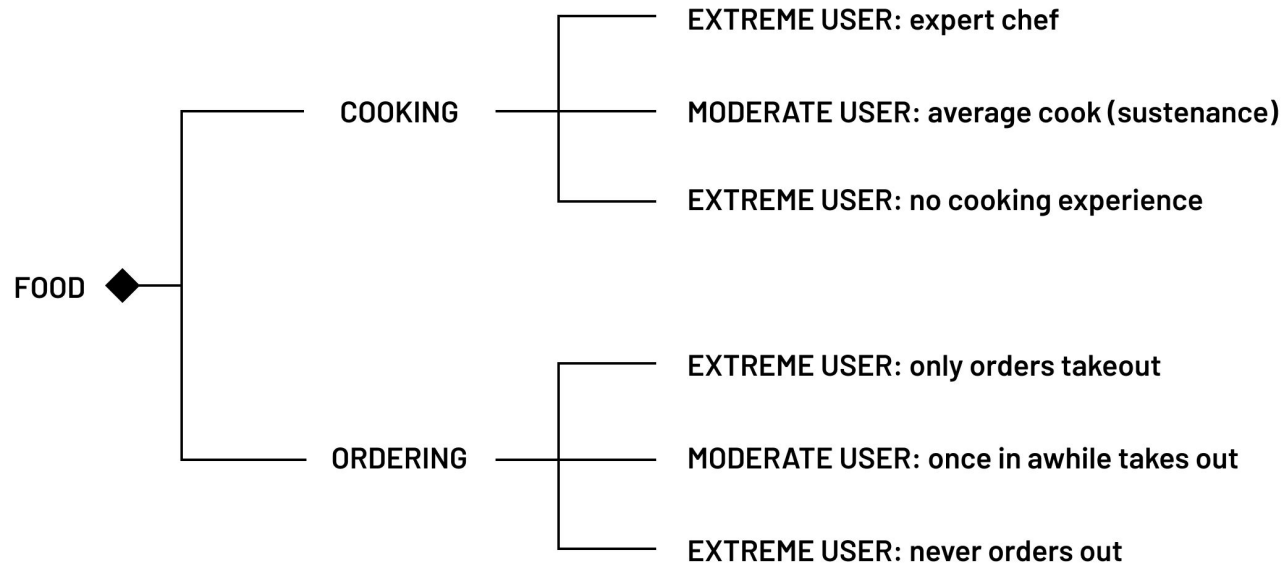 EXTREME USER: expert chef
COOKING
MODERATE USER: average cook (sustenance)
EXTREME USER: no cooking experience
FOOD
EXTREME USER: only orders takeout
ORDERING
MODERATE USER: once in awhile takes out
EXTREME USER: never orders out